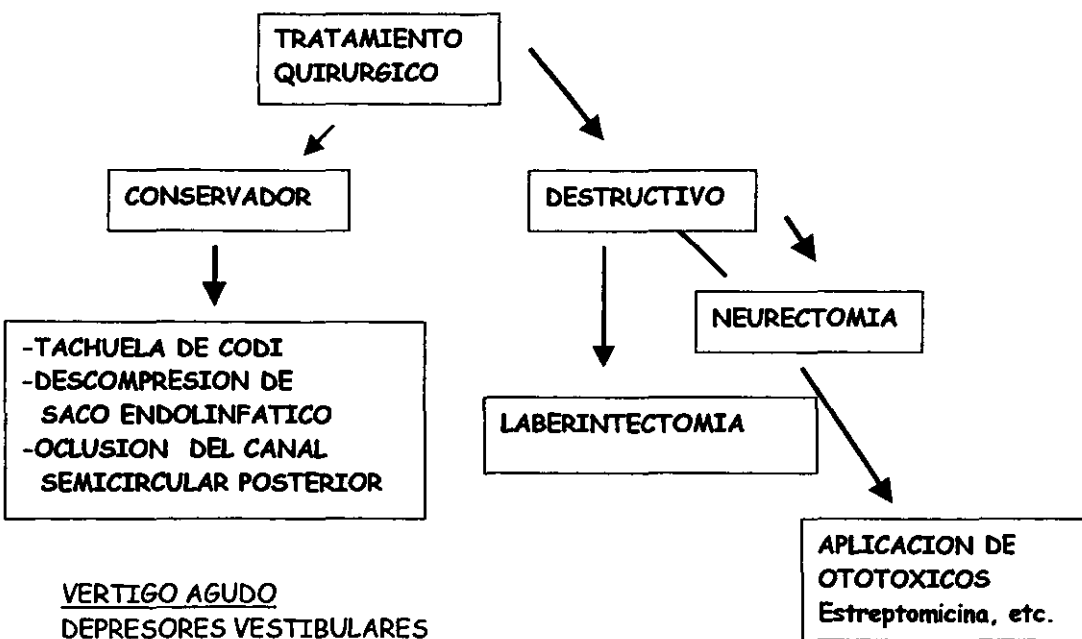 TRATAMIENTO
QUIRURGICO
CONSERVADOR
DESTRUCTIVO
NEURECTOMIA
-TACHUELA DE CODI
-DESCOMPRESION DE
SACO ENDOLINFATICO
-OCLUSION DEL CANAL
SEMICIRCULAR POSTERIOR
LABERINTECTOMIA
APLICACION DE
OTOTOXICOS
Estreptomicina, etc.
VERTIGO AGUDO
DEPRESORES VESTIBULARES